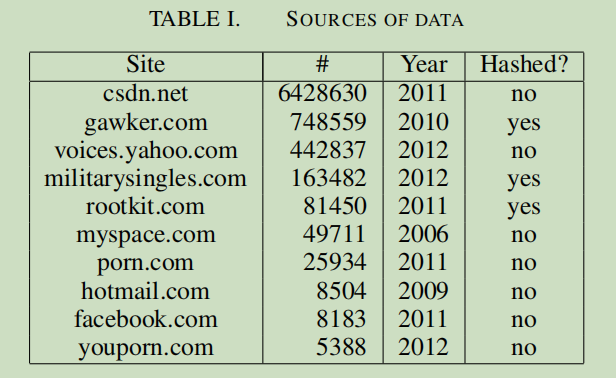 TABLE I. SOURCES OF DATA
Site # Year Hashed?
csdn.net 6428630 2011 no
gawker.com 748559 2010 yes
voices.yahoo.com 442837 2012 no
militarysingles.com 163482 2012 yes
rootkit.com 81450 2011 yes
myspace.com 49711 2006 no
porn.com 25934 2011 no
hotmail.com 8504 2009 no
facebook.com 8183 2011 no
youporn.com 5388 2012 no